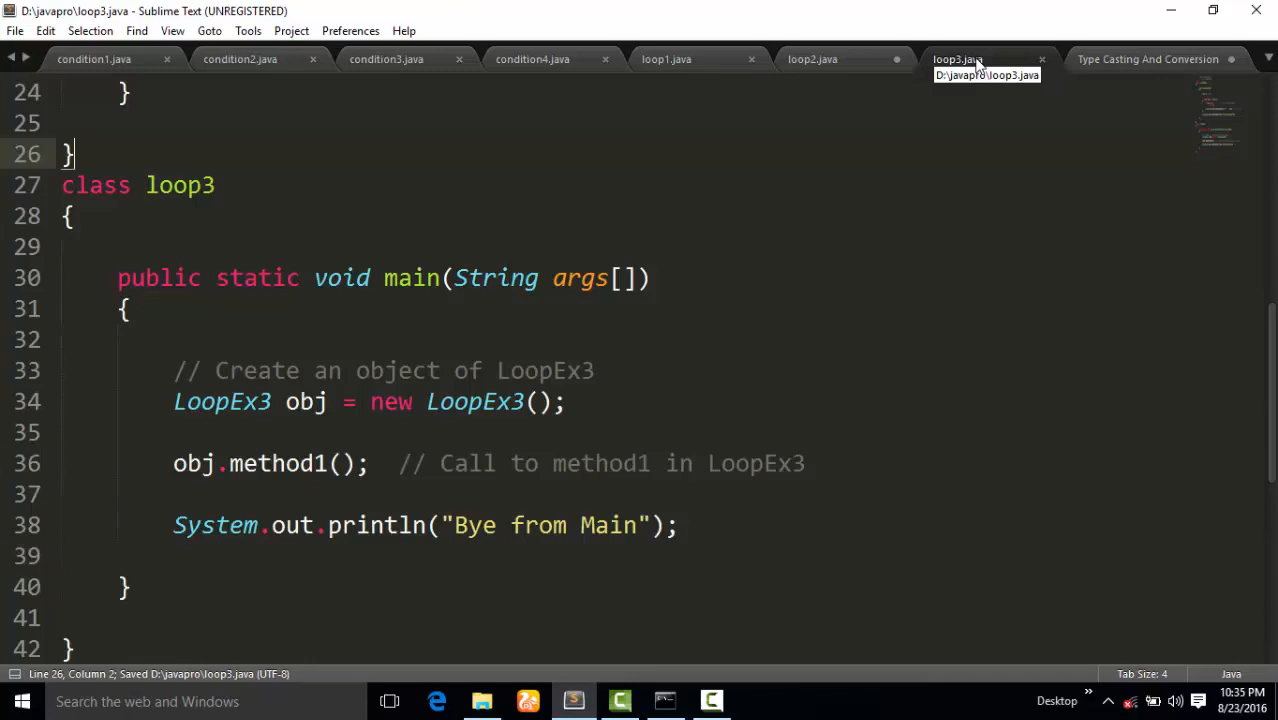 D:\javapro\loop3.java - Sublime Text (UNREGISTERED)
File Edit Selection Find View Goto Tools Project Preferences Help
condition1.java condition2.java condition3.java condition4.java loop1.java loop2.java loop3.java Type Casting And Conversion
D:\javapro\loop3.java
24 }
25
26 }
27 class loop3
28 {
29
30 public static void main(String args[])
31 {
32
33 // Create an object of LoopEx3
34 LoopEx3 obj = new LoopEx3();
35
36 obj.method1(); // Call to method1 in LoopEx3
37
38 System.out.println("Bye from Main");
39
40 }
41
42 }
Line 26, Column 2; Saved D:\javapro\loop3.java (UTF-8) Tab Size: 4 Java
Search the web and Windows Desktop 10:35 PM
8/23/2016